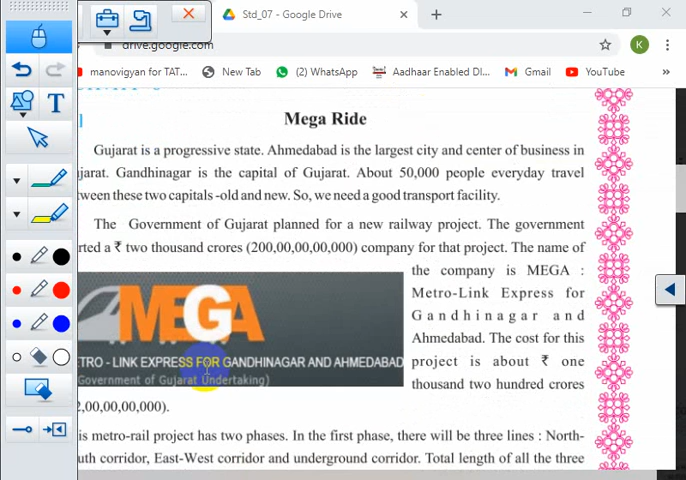 Std_07 - Google Drive
drive.google.com
K
manovigyan for TAT...
New Tab
(2) WhatsApp
Aadhaar Enabled DI...
Gmail
YouTube
»
T
Mega Ride
Gujarat is a progressive state. Ahmedabad is the largest city and center of business in
jarat. Gandhinagar is the capital of Gujarat. About 50,000 people everyday travel
ween these two capitals -old and new. So, we need a good transport facility.
The Government of Gujarat planned for a new railway project. The government
rted a ₹ two thousand crores (200,00,00,00,000) company for that project. The name of
the company is MEGA :
Metro-Link Express for
Gandhinagar and
Ahmedabad. The cost for this
project is about ₹ one
thousand two hundred crores
MEGA
TRO - LINK EXPRESS FOR GANDHINAGAR AND AHMEDABAD
Government of Gujarat Undertaking)
2,00,00,00,000).
is metro-rail project has two phases. In the first phase, there will be three lines : North-
uth corridor, East-West corridor and underground corridor. Total length of all the three